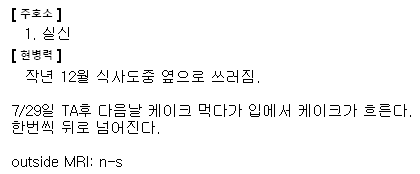 [ 주호소 ]
1. 실신
[ 현병력 ]
작년 12월 식사도중 옆으로 쓰러짐.
7/29일 TA후 다음날 케이크 먹다가 입에서 케이크가 흐른다.
한번씩 뒤로 넘어진다.
outside MRI: n-s